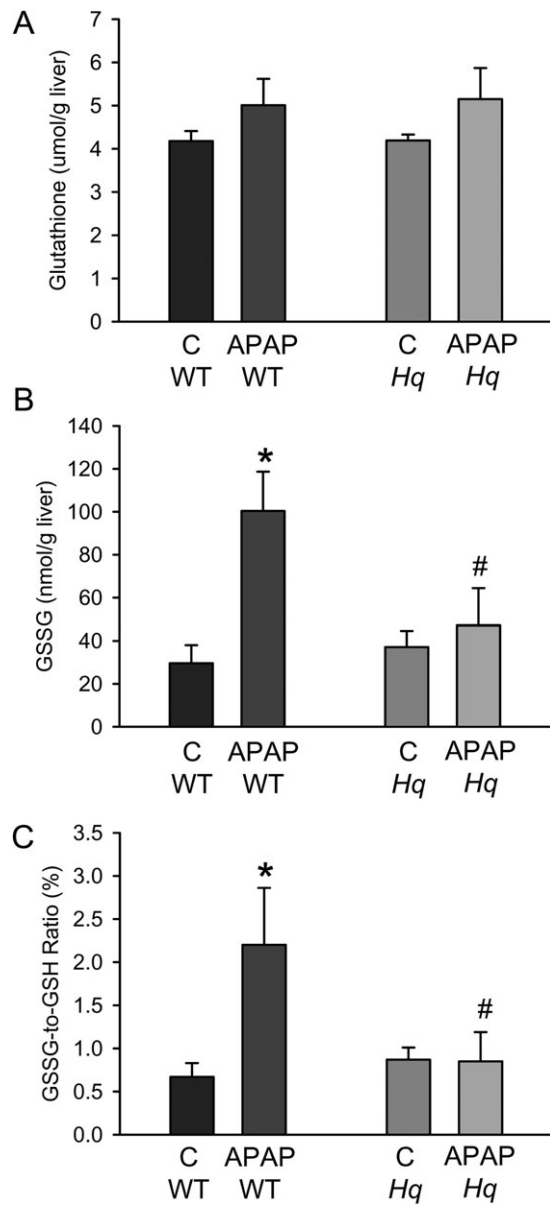 A
Glutathione (umol/g liver)
7
6
5
4
3
2
1
0
C APAP C APAP
WT WT Hq Hq
B
GSSG (nmol/g liver)
140
120
100
80
60
40
20
0
*
#
C APAP C APAP
WT WT Hq Hq
C
GSSG-to-GSH Ratio (%)
3.5
3.0
2.5
2.0
1.5
1.0
0.5
0.0
*
#
C APAP C APAP
WT WT Hq Hq